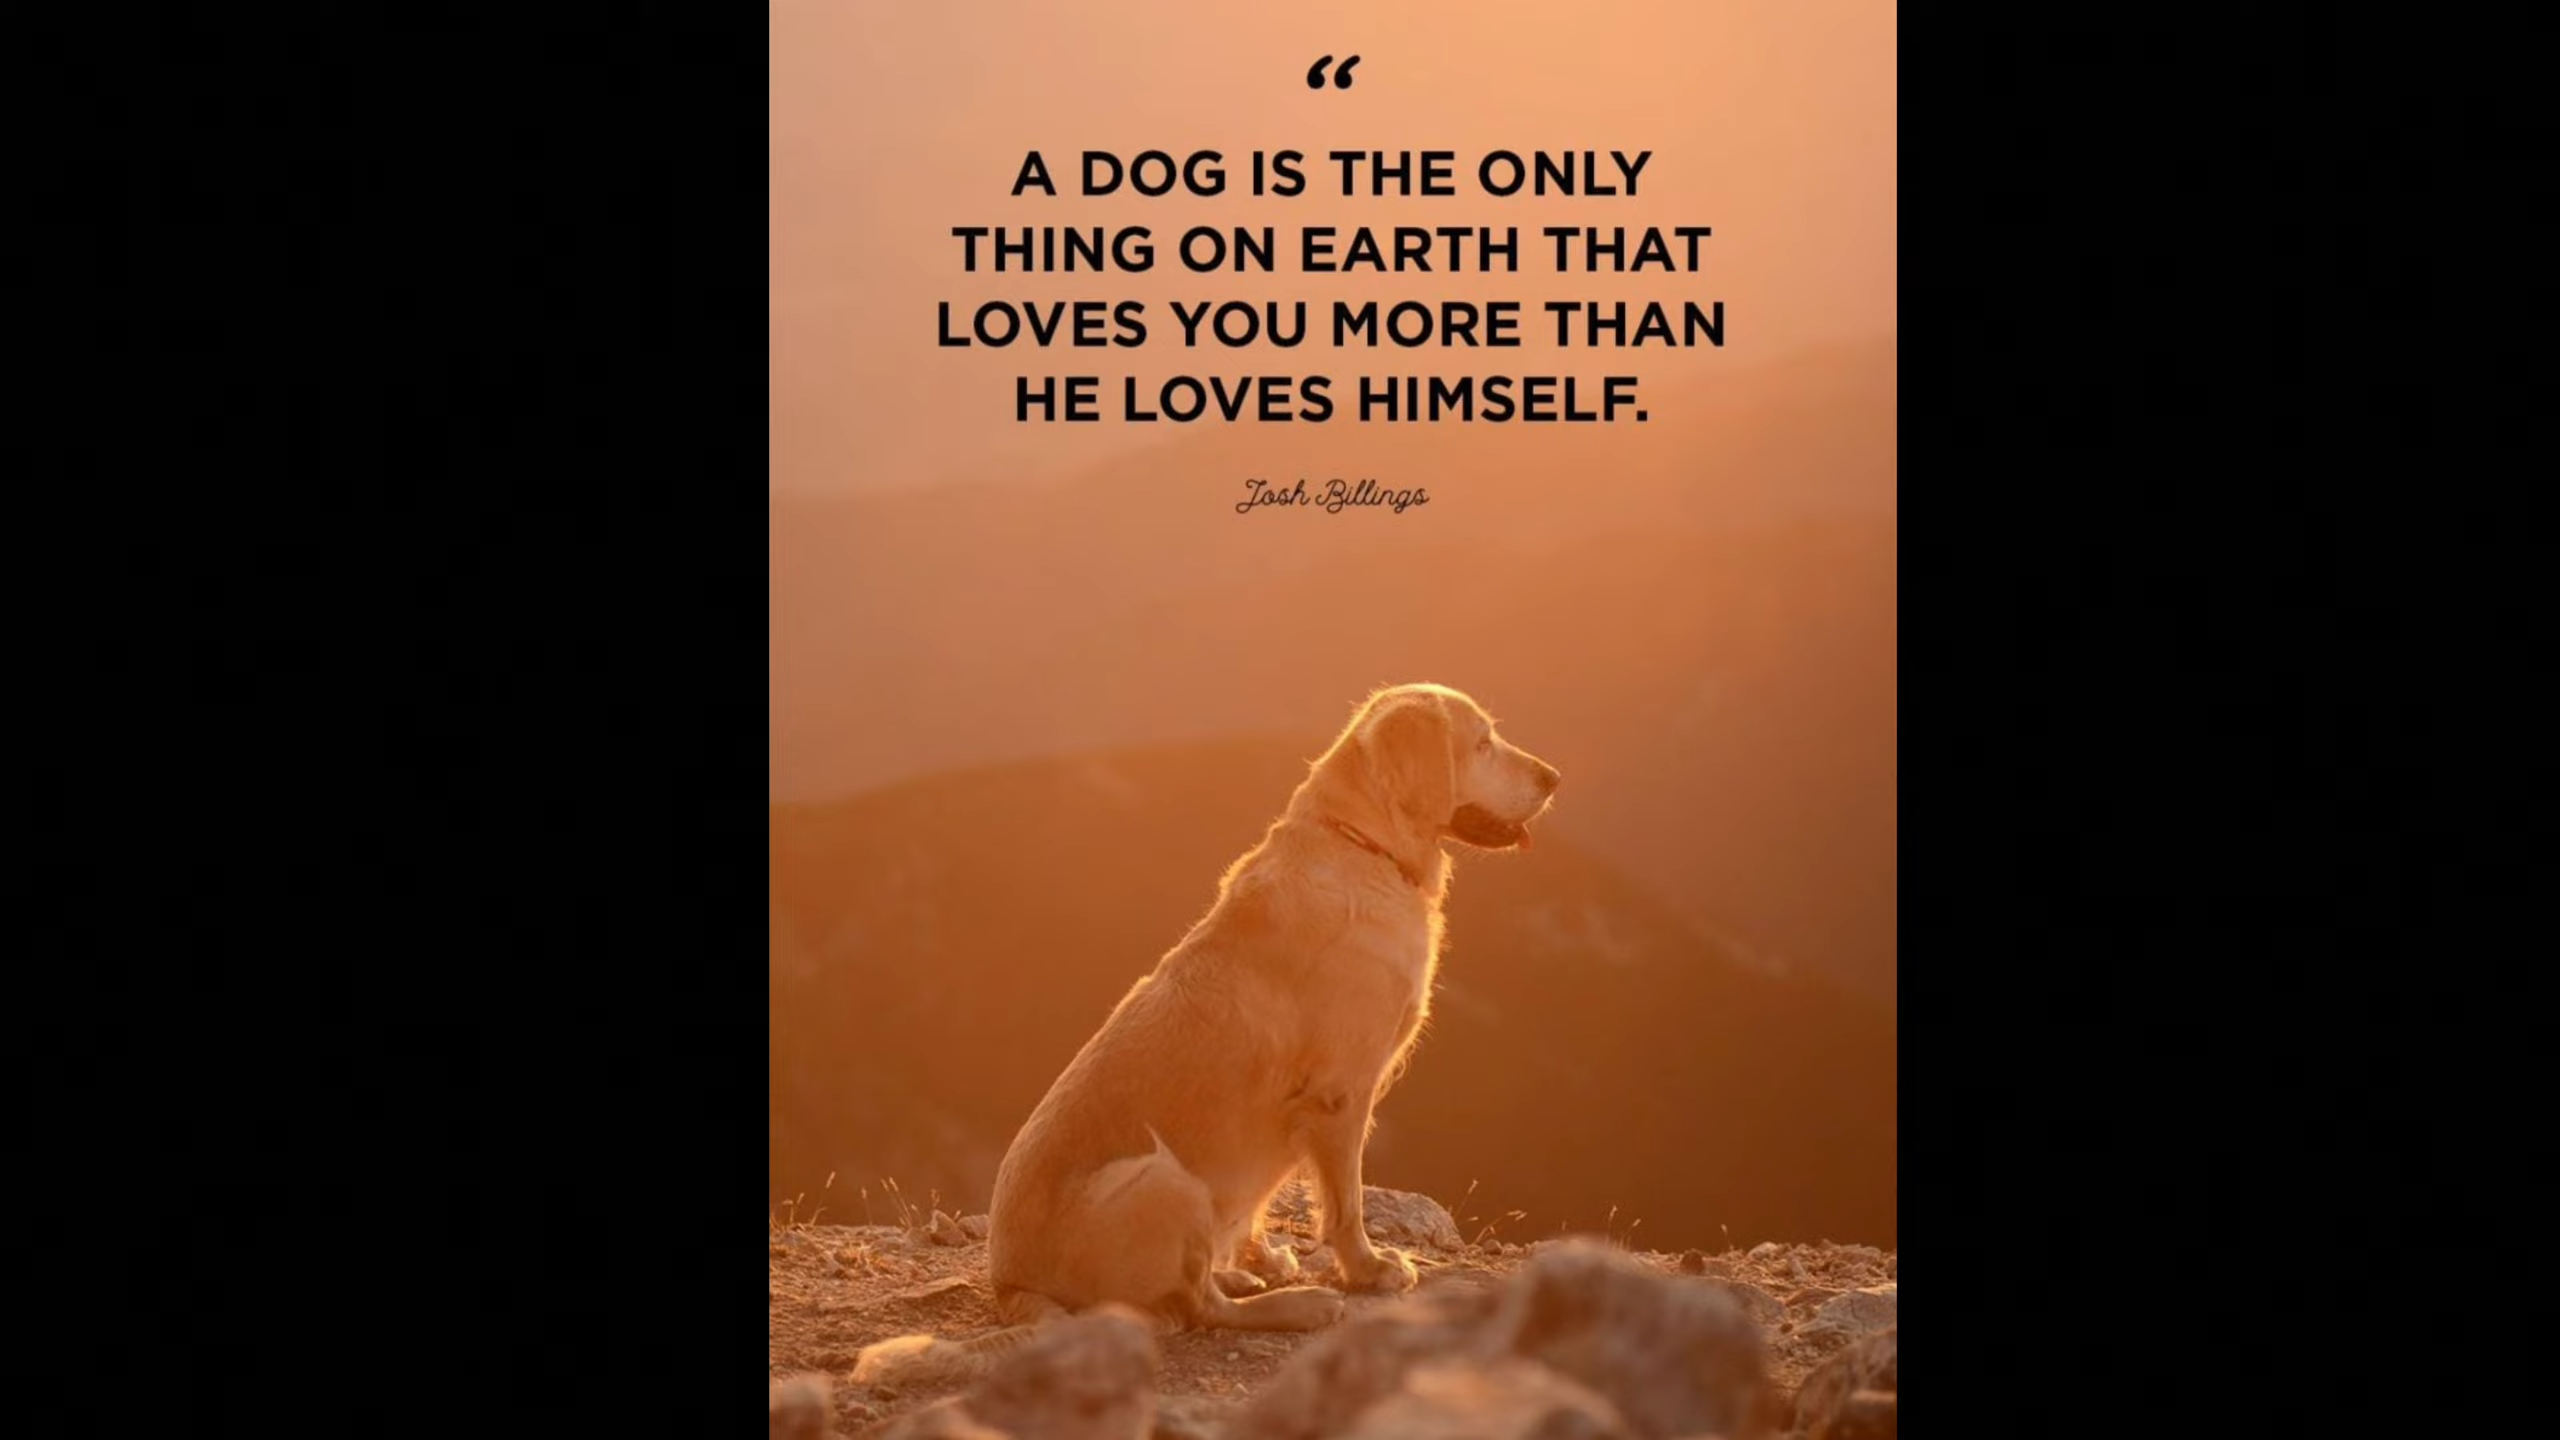 “
A DOG IS THE ONLY
THING ON EARTH THAT
LOVES YOU MORE THAN
HE LOVES HIMSELF.
Josh Billings